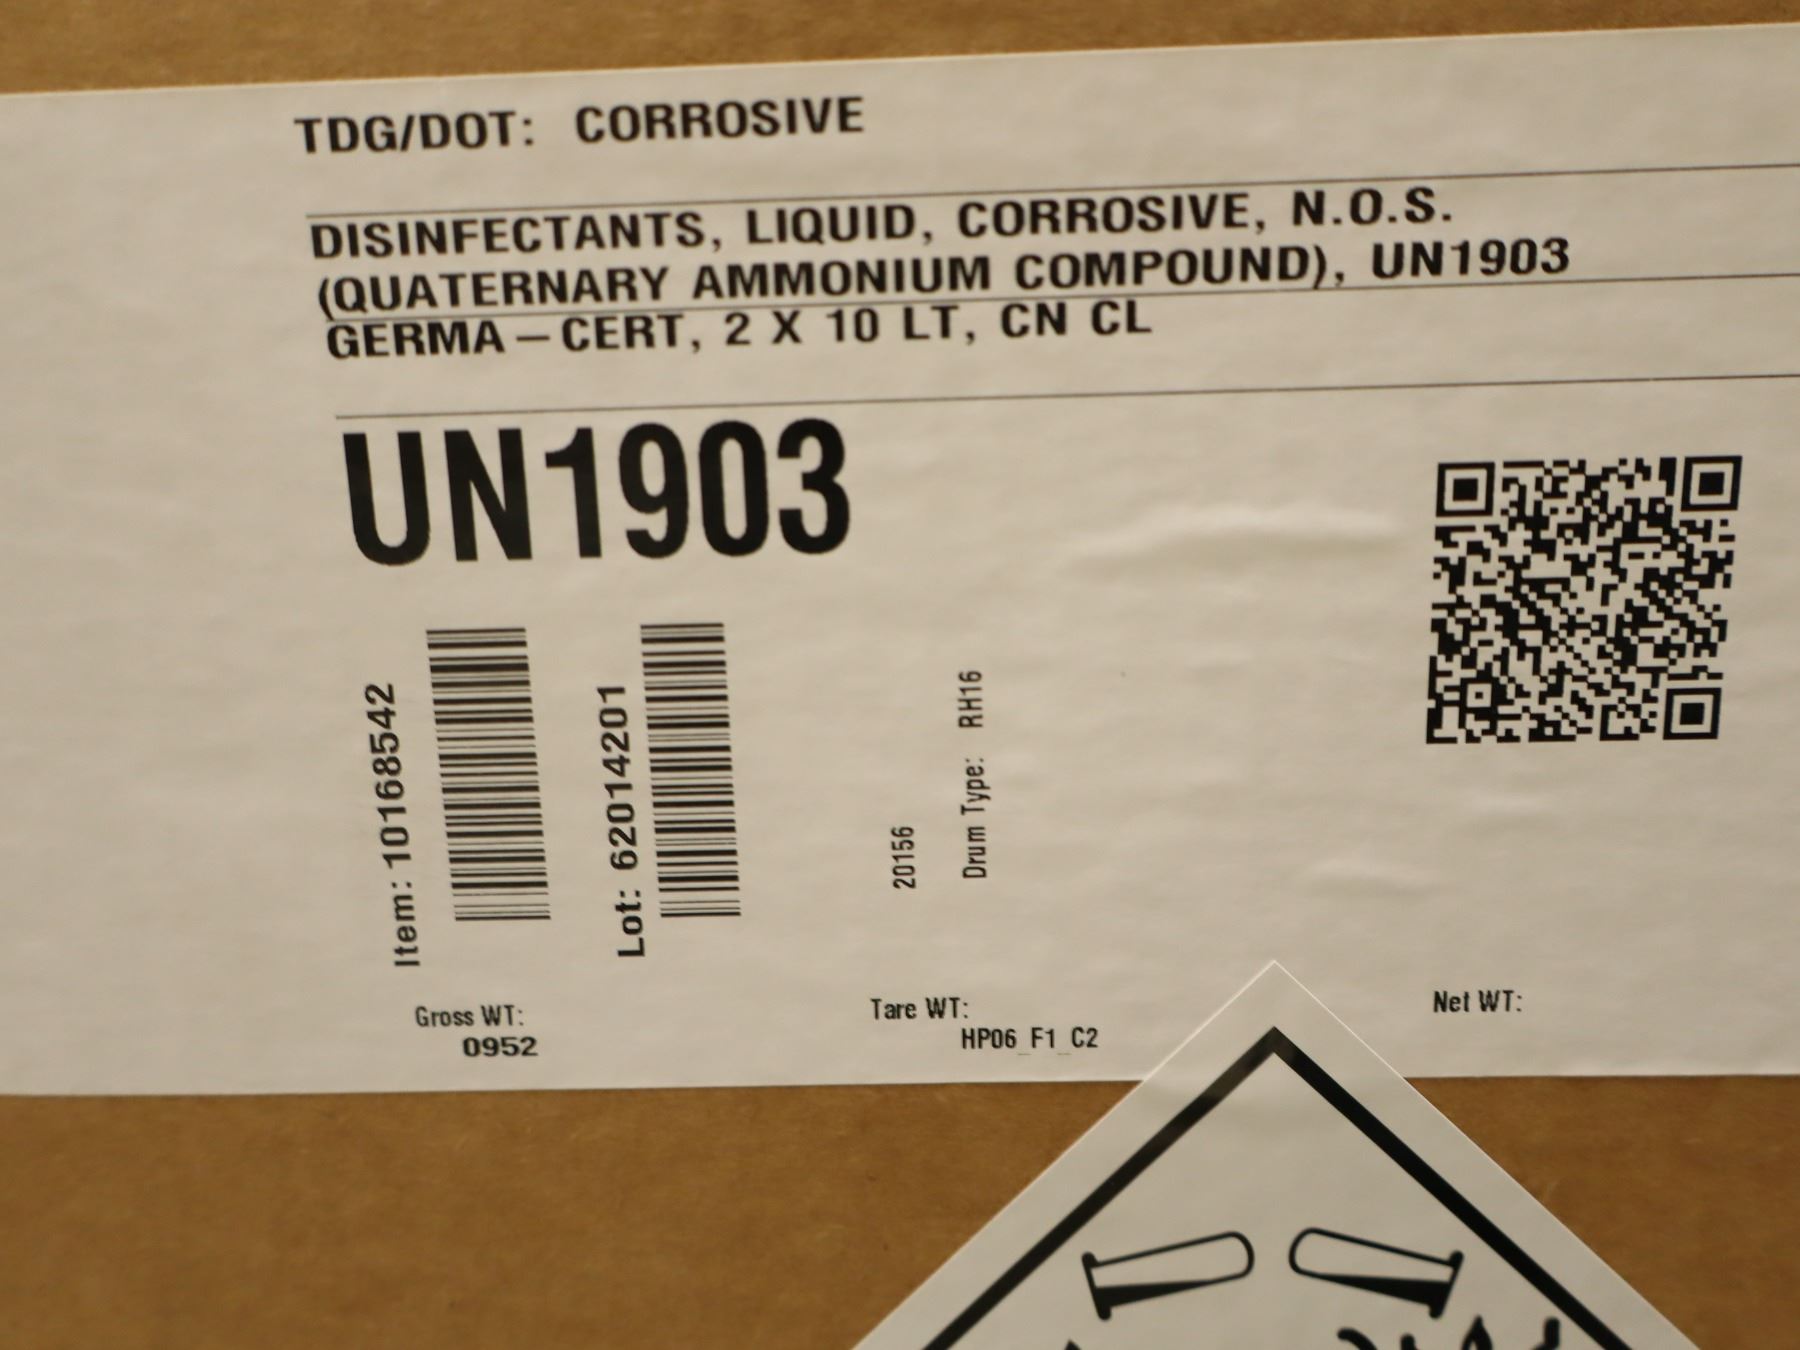 TDG/DOT: CORROSIVE
DISINFECTANTS, LIQUID, CORROSIVE, N.O.S.
(QUATERNARY AMMONIUM COMPOUND), UN1903
GERMA-CERT, 2 X 10 LT, CN CL
UN1903
Item: 10168542
Lot: 62014201
20156
Drum Type: RH16
Gross WT:
0952
Tare WT:
HP06_F1_C2
Net WT: